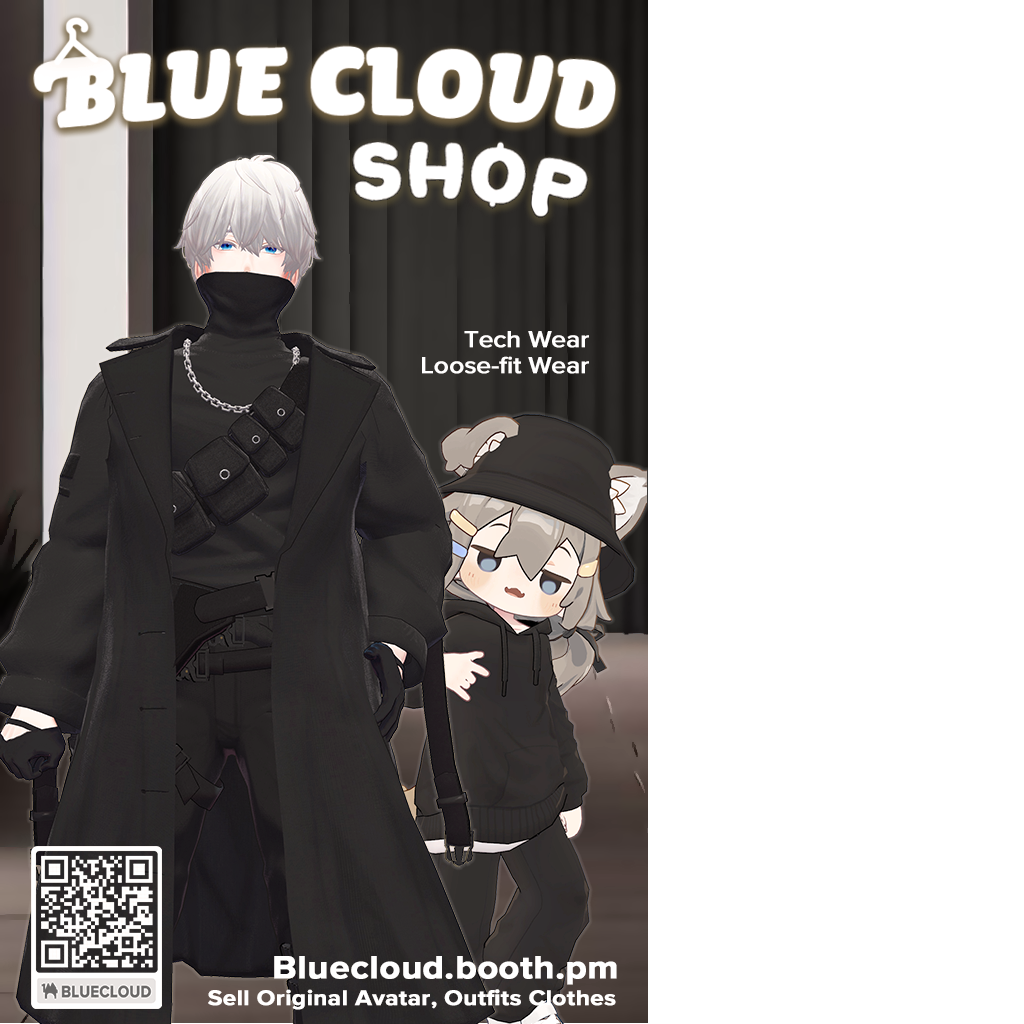 BLUE CLOUD
SHOP
Tech Wear
Loose-fit Wear
BLUECLOUD
Bluecloud.booth.pm
Sell Original Avatar, Outfits Clothes